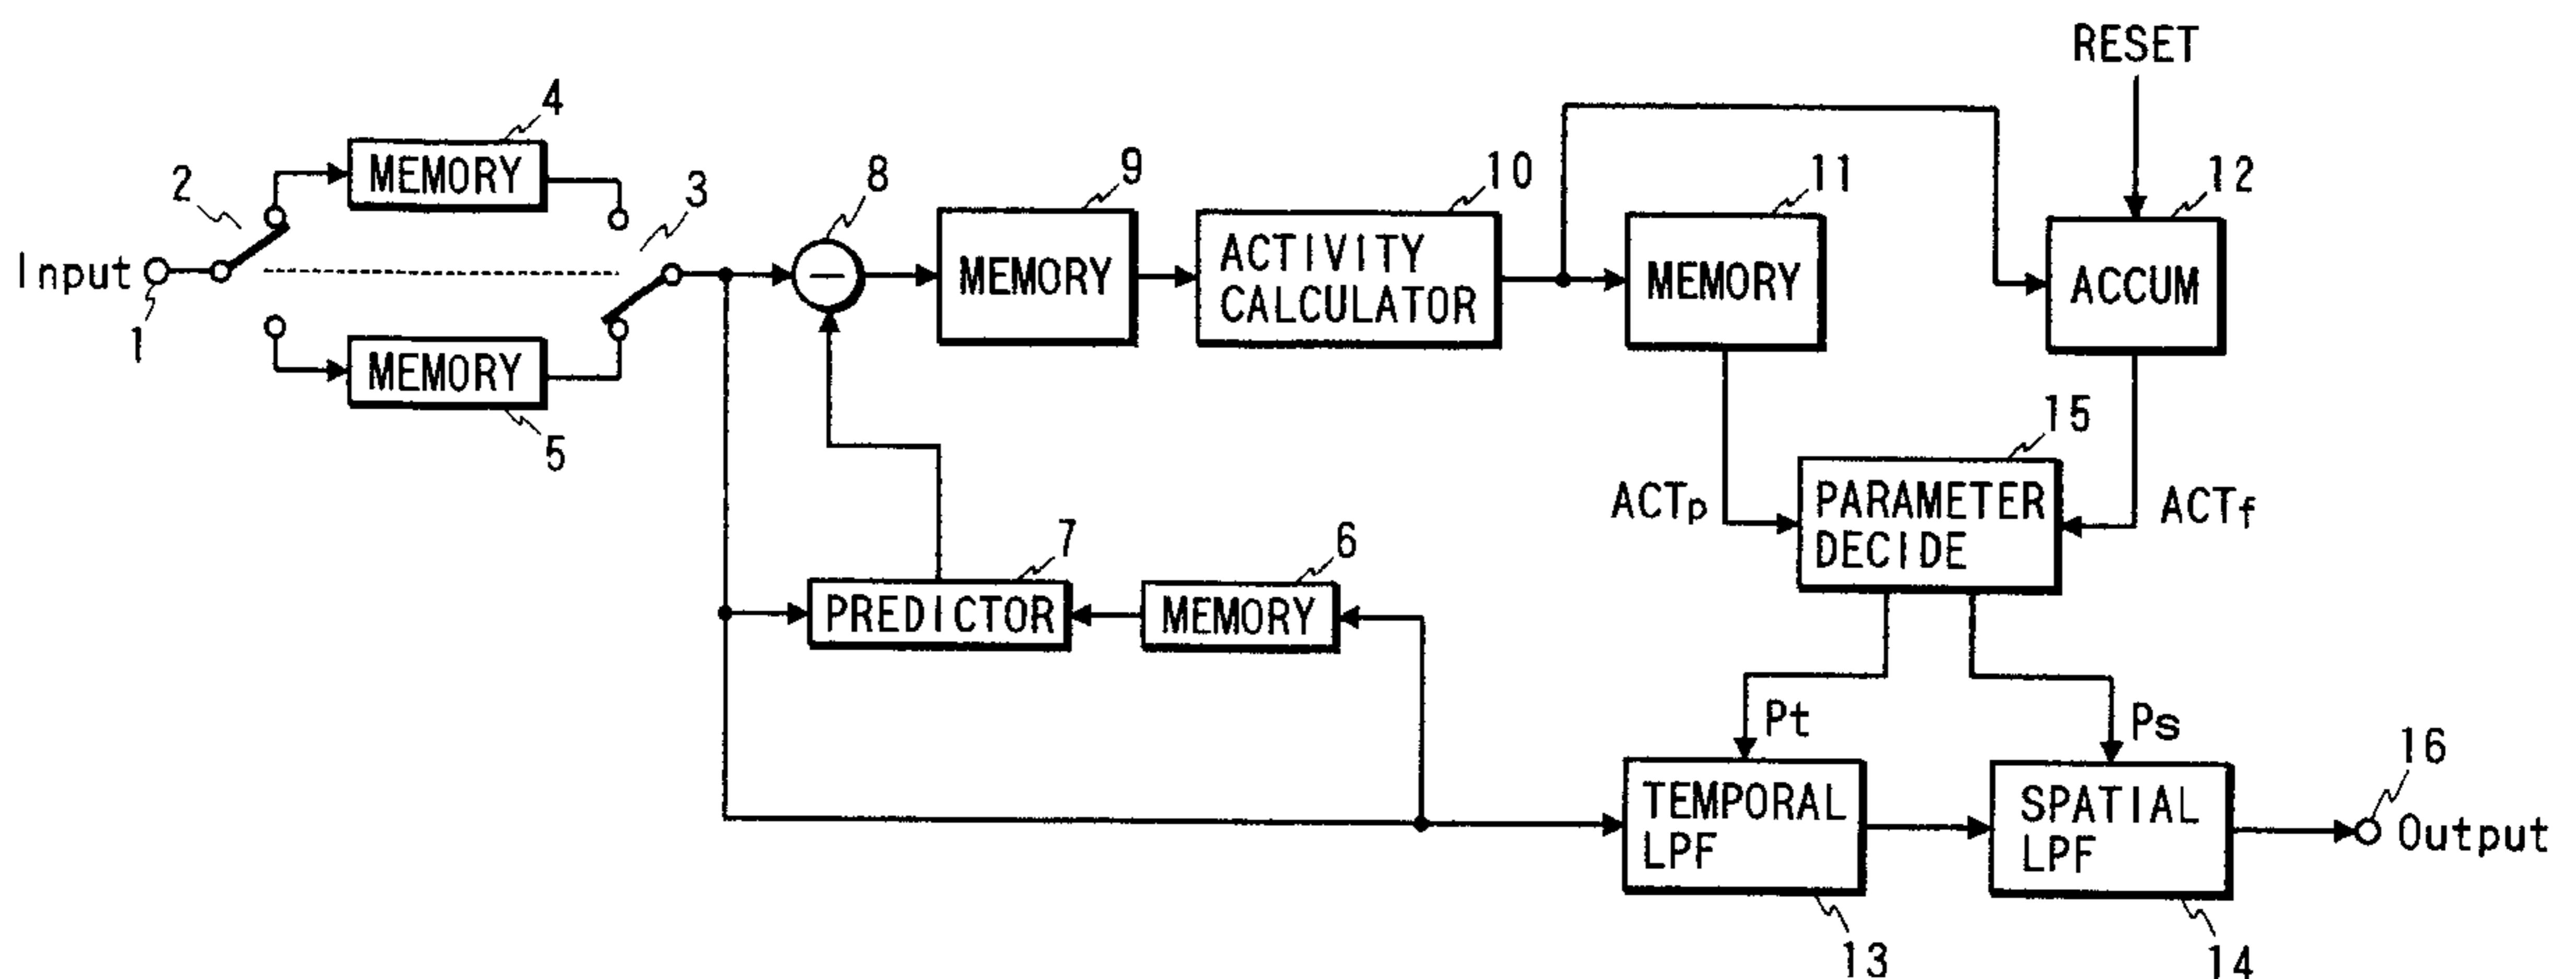 RESET
4
MEMORY
2
3
8
9
10
11
12
Input
1
MEMORY
ACTIVITY
CALCULATOR
MEMORY
ACCUM
−
MEMORY
5
15
ACTp
PARAMETER
DECIDE
ACTf
7
6
PREDICTOR
MEMORY
Pt
Ps
16
TEMPORAL
LPF
SPATIAL
LPF
Output
13
14